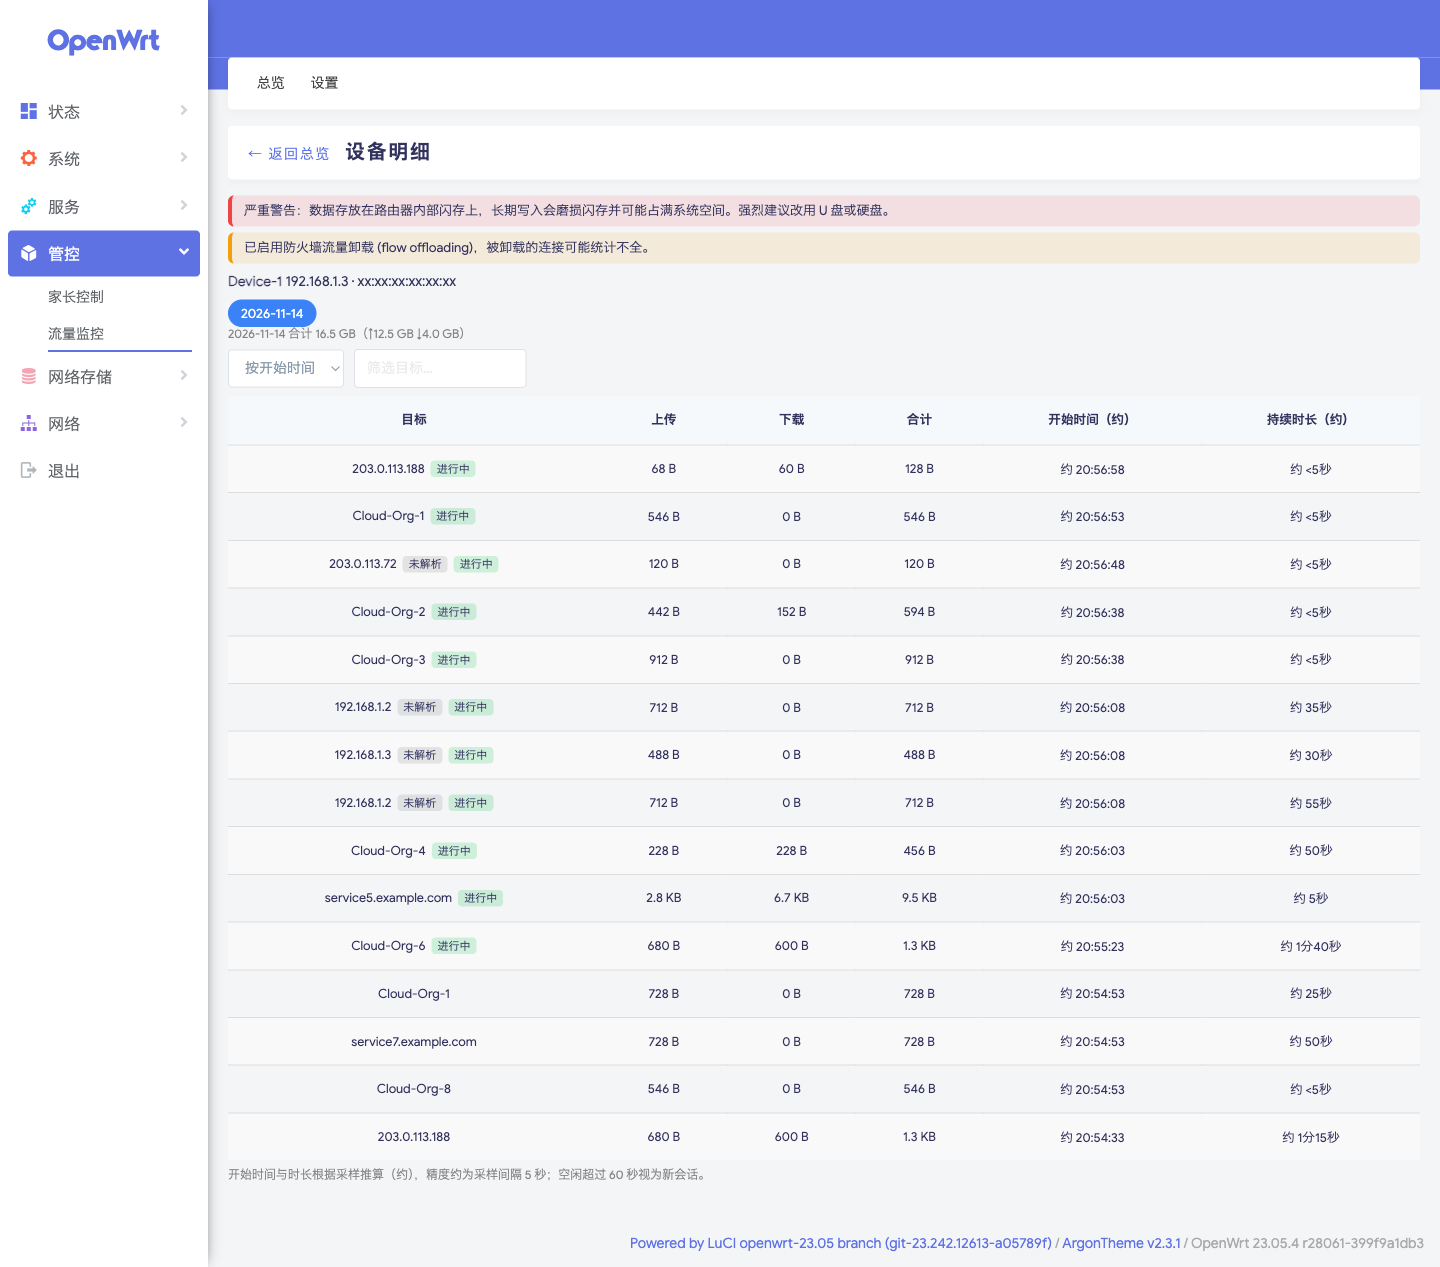 OpenWrt
状态
系统
服务
管控
家长控制
流量监控
网络存储
网络
退出
总览 设置
← 返回总览 设备明细
严重警告：数据存放在路由器内部闪存上，长期写入会磨损闪存并可能占满系统空间。强烈建议改用 U 盘或硬盘。
已启用防火墙流量卸载 (flow offloading)，被卸载的连接可能统计不全。
Device-1 192.168.1.3 · xx:xx:xx:xx:xx:xx
2026-11-14
2026-11-14 合计 16.5 GB（↑12.5 GB ↓4.0 GB）
按开始时间 筛选目标...
目标 上传 下载 合计 开始时间（约） 持续时长（约）
203.0.113.188 进行中 68 B 60 B 128 B 约 20:56:58 约 <5秒
Cloud-Org-1 进行中 546 B 0 B 546 B 约 20:56:53 约 <5秒
203.0.113.72 未解析 进行中 120 B 0 B 120 B 约 20:56:48 约 <5秒
Cloud-Org-2 进行中 442 B 152 B 594 B 约 20:56:38 约 <5秒
Cloud-Org-3 进行中 912 B 0 B 912 B 约 20:56:38 约 <5秒
192.168.1.2 未解析 进行中 712 B 0 B 712 B 约 20:56:08 约 35秒
192.168.1.3 未解析 进行中 488 B 0 B 488 B 约 20:56:08 约 30秒
192.168.1.2 未解析 进行中 712 B 0 B 712 B 约 20:56:08 约 55秒
Cloud-Org-4 进行中 228 B 228 B 456 B 约 20:56:03 约 50秒
service5.example.com 进行中 2.8 KB 6.7 KB 9.5 KB 约 20:56:03 约 5秒
Cloud-Org-6 进行中 680 B 600 B 1.3 KB 约 20:55:23 约 1分40秒
Cloud-Org-1 728 B 0 B 728 B 约 20:54:53 约 25秒
service7.example.com 728 B 0 B 728 B 约 20:54:53 约 50秒
Cloud-Org-8 546 B 0 B 546 B 约 20:54:53 约 <5秒
203.0.113.188 680 B 600 B 1.3 KB 约 20:54:33 约 1分15秒
开始时间与时长根据采样推算（约），精度约为采样间隔 5 秒；空闲超过 60 秒视为新会话。
Powered by LuCI openwrt-23.05 branch (git-23.242.12613-a05789f) / ArgonTheme v2.3.1 / OpenWrt 23.05.4 r28061-399f9a1db3